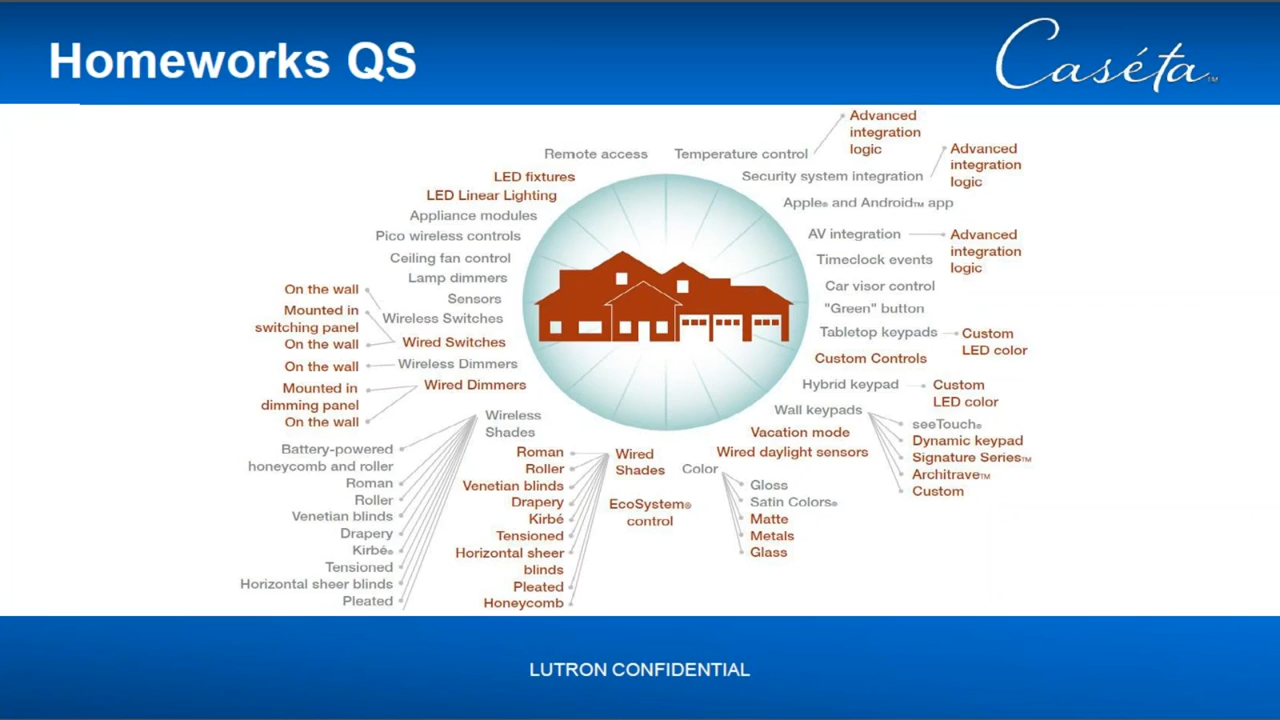 Homeworks QS
Caséta™
Remote access
LED fixtures
LED Linear Lighting
Appliance modules
Pico wireless controls
Ceiling fan control
Lamp dimmers
Sensors
Wireless Switches
On the wall
Wired Switches
Mounted in
switching panel
On the wall
Wireless Dimmers
On the wall
Wired Dimmers
Mounted in
dimming panel
On the wall
Wireless
Shades
Battery-powered
honeycomb and roller
Roman
Roller
Venetian blinds
Drapery
Kirbé®
Tensioned
Horizontal sheer blinds
Pleated
Wired
Shades
Roman
Roller
Venetian blinds
Drapery
Kirbé
Tensioned
Horizontal sheer
blinds
Pleated
Honeycomb
EcoSystem®
control
Temperature control
Advanced
integration
logic
Security system integration
Advanced
integration
logic
Apple® and Android™ app
AV integration
Advanced
integration
logic
Timeclock events
Car visor control
"Green" button
Tabletop keypads
Custom
LED color
Custom Controls
Hybrid keypad
Custom
LED color
Wall keypads
seeTouch®
Dynamic keypad
Signature Series™
Architrave™
Custom
Vacation mode
Wired daylight sensors
Color
Gloss
Satin Colors®
Matte
Metals
Glass
LUTRON CONFIDENTIAL